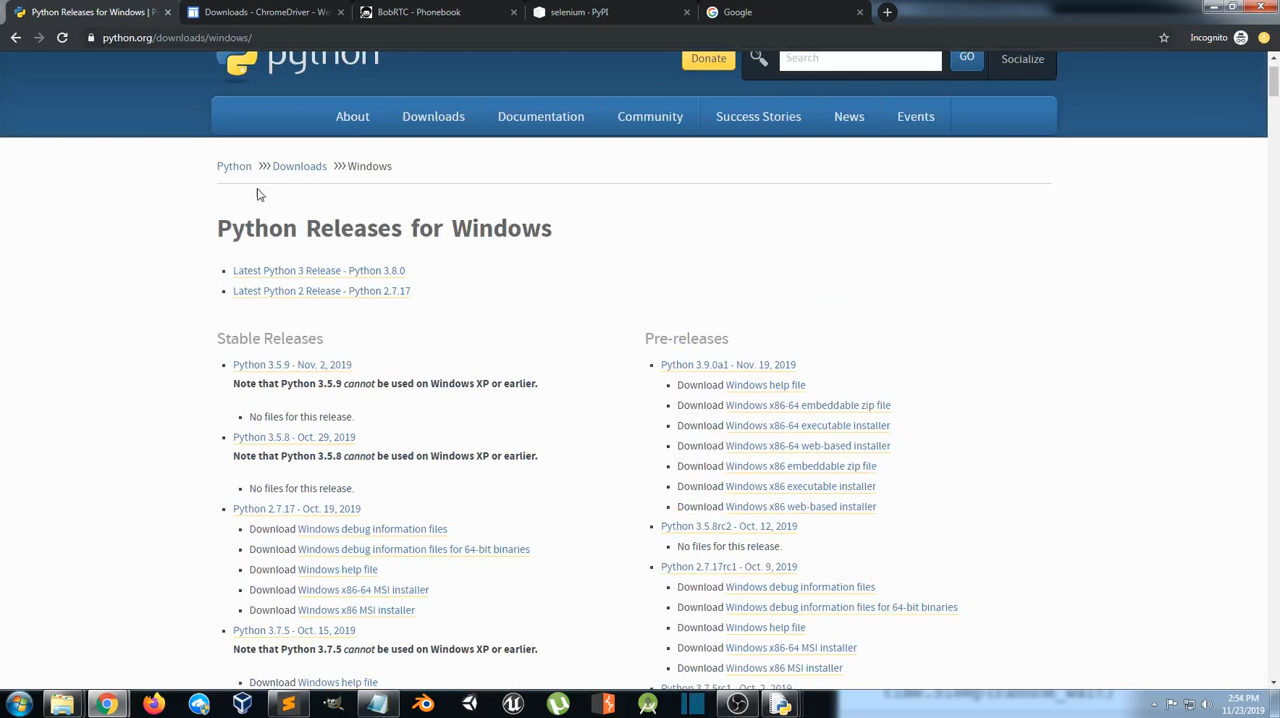 Python Releases for Windows | P
Downloads - ChromeDriver - We
BobRTC - Phonebook
selenium · PyPI
Google
python.org/downloads/windows/
Incognito
python
Donate
Search
GO
Socialize
About
Downloads
Documentation
Community
Success Stories
News
Events
Python >>> Downloads >>> Windows
Python Releases for Windows
Latest Python 3 Release - Python 3.8.0
Latest Python 2 Release - Python 2.7.17
Stable Releases
Python 3.5.9 - Nov. 2, 2019
Note that Python 3.5.9 cannot be used on Windows XP or earlier.
No files for this release.
Python 3.5.8 - Oct. 29, 2019
Note that Python 3.5.8 cannot be used on Windows XP or earlier.
No files for this release.
Python 2.7.17 - Oct. 19, 2019
Download Windows debug information files
Download Windows debug information files for 64-bit binaries
Download Windows help file
Download Windows x86-64 MSI installer
Download Windows x86 MSI installer
Python 3.7.5 - Oct. 15, 2019
Note that Python 3.7.5 cannot be used on Windows XP or earlier.
Download Windows help file
Pre-releases
Python 3.9.0a1 - Nov. 19, 2019
Download Windows help file
Download Windows x86-64 embeddable zip file
Download Windows x86-64 executable installer
Download Windows x86-64 web-based installer
Download Windows x86 embeddable zip file
Download Windows x86 executable installer
Download Windows x86 web-based installer
Python 3.5.8rc2 - Oct. 12, 2019
No files for this release.
Python 2.7.17rc1 - Oct. 9, 2019
Download Windows debug information files
Download Windows debug information files for 64-bit binaries
Download Windows help file
Download Windows x86-64 MSI installer
Download Windows x86 MSI installer
Python 3.7.5rc1 - Oct. 2, 2019
time.sleep(random_wait)
2:54 PM
11/23/2019